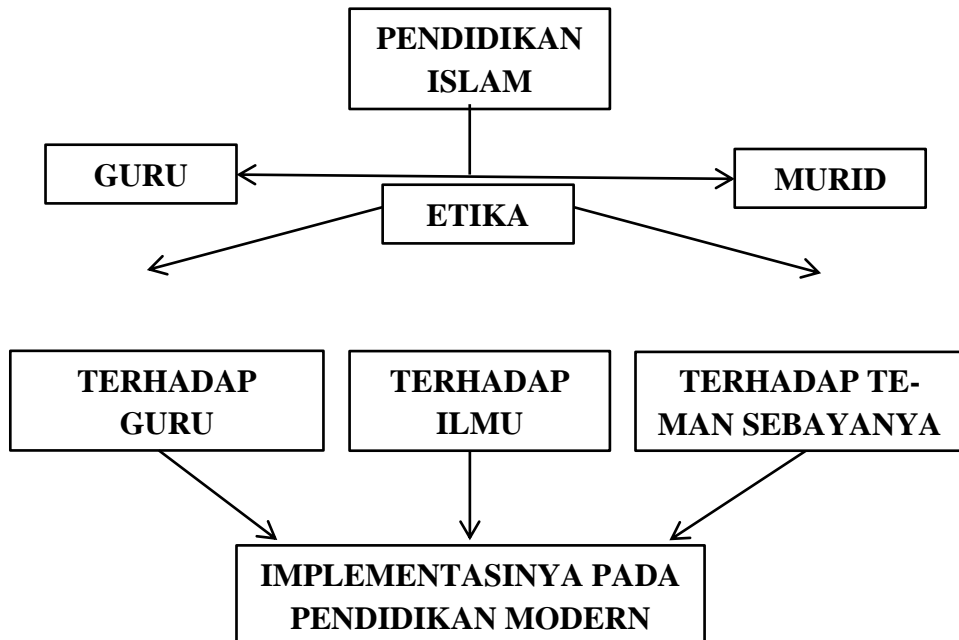 PENDIDIKAN
ISLAM
GURU
MURID
ETIKA
TERHADAP
GURU
TERHADAP
ILMU
TERHADAP TE-
MAN SEBAYANYA
IMPLEMENTASINYA PADA
PENDIDIKAN MODERN